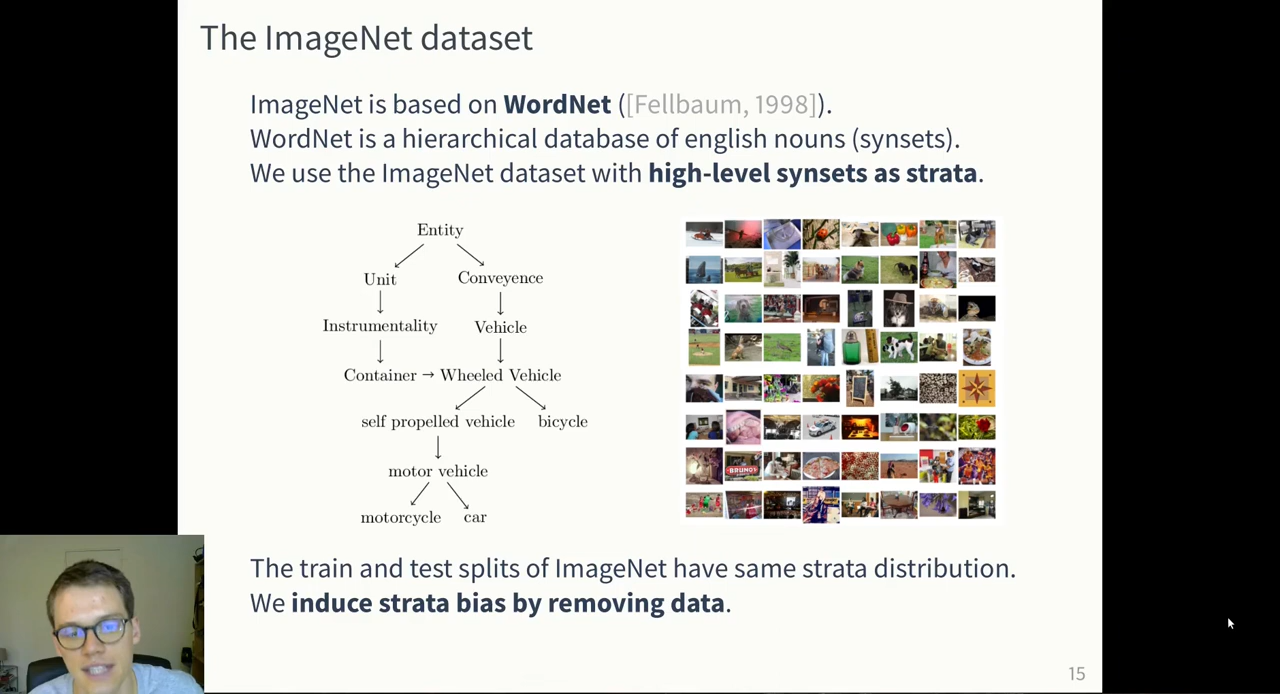 The ImageNet dataset
ImageNet is based on WordNet ([Fellbaum, 1998]).
WordNet is a hierarchical database of english nouns (synsets).
We use the ImageNet dataset with high-level synsets as strata.
Entity
Unit Conveyence
Instrumentality Vehicle
Container → Wheeled Vehicle
self propelled vehicle bicycle
motor vehicle
motorcycle car
BRUNOS
The train and test splits of ImageNet have same strata distribution.
We induce strata bias by removing data.
15